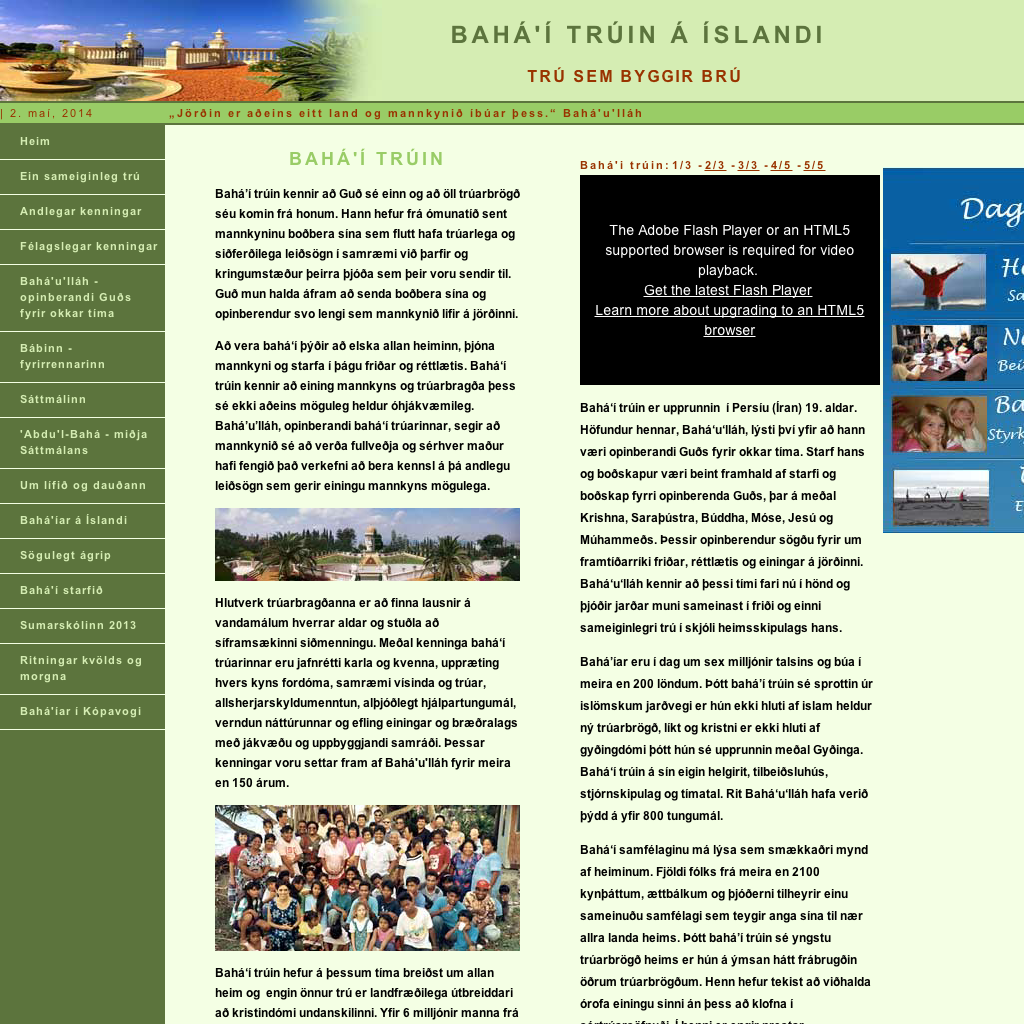 BAHÁ'Í TRÚIN Á ÍSLANDI
TRÚ SEM BYGGIR BRÚ
| 2. maí, 2014
„Jörðin er aðeins eitt land og mannkynið íbúar þess.“ Bahá'u'lláh
Heim
Ein sameiginleg trú
Andlegar kenningar
Félagslegar kenningar
Bahá'u'lláh -
opinberandi Guðs
fyrir okkar tíma
Bábinn -
fyrirrennarinn
Sáttmálinn
'Abdu'l-Bahá - miðja
Sáttmálans
Um lífið og dauðann
Bahá'íar á Íslandi
Sögulegt ágrip
Bahá'í starfið
Sumarskólinn 2013
Ritningar kvölds og
morgna
Bahá'íar í Kópavogi
BAHÁ'Í TRÚIN
Bahá’í trúin kennir að Guð sé einn og að öll trúarbrögð
séu komin frá honum. Hann hefur frá ómunatíð sent
mannkyninu boðbera sína sem flutt hafa trúarlega og
siðferðilega leiðsögn í samræmi við þarfir og
kringumstæður þeirra þjóða sem þeir voru sendir til.
Guð mun halda áfram að senda boðbera sína og
opinberendur svo lengi sem mannkynið lifir á jörðinni.
Að vera bahá‘í þýðir að elska allan heiminn, þjóna
mannkyni og starfa í þágu friðar og réttlætis. Bahá‘í
trúin kennir að eining mannkyns og trúarbragða þess
sé ekki aðeins möguleg heldur óhjákvæmileg.
Bahá’u’lláh, opinberandi bahá‘í trúarinnar, segir að
mannkynið sé að verða fullveðja og sérhver maður
hafi fengið það verkefni að bera kennsl á þá andlegu
leiðsögn sem gerir einingu mannkyns mögulega.
Hlutverk trúarbragðanna er að finna lausnir á
vandamálum hverrar aldar og stuðla að
síframsækinni siðmenningu. Meðal kenninga bahá‘í
trúarinnar eru jafnrétti karla og kvenna, uppræting
hvers kyns fordóma, samræmi vísinda og trúar,
allsherjarskyldumenntun, alþjóðlegt hjálpartungumál,
verndun náttúrunnar og efling einingar og bræðralags
með jákvæðu og uppbyggjandi samráði. Þessar
kenningar voru settar fram af Bahá'u'lláh fyrir meira
en 150 árum.
Bahá‘í trúin hefur á þessum tíma breiðst um allan
heim og  engin önnur trú er landfræðilega útbreiddari
að kristindómi undanskilinni. Yfir 6 milljónir manna frá
Bahá'i trúin: 1/3 - 2/3 - 3/3 - 4/5 - 5/5
The Adobe Flash Player or an HTML5
supported browser is required for video
playback.
Get the latest Flash Player
Learn more about upgrading to an HTML5
browser
Bahá‘í trúin er upprunnin  í Persíu (Íran) 19. aldar.
Höfundur hennar, Bahá‘u‘lláh, lýsti því yfir að hann
væri opinberandi Guðs fyrir okkar tíma. Starf hans
og boðskapur væri beint framhald af starfi og
boðskap fyrri opinberenda Guðs, þar á meðal
Krishna, Saraþústra, Búddha, Móse, Jesú og
Múhammeðs. Þessir opinberendur sögðu fyrir um
framtíðarríki friðar, réttlætis og einingar á jörðinni.
Bahá‘u‘lláh kennir að þessi tími fari nú í hönd og
þjóðir jarðar muni sameinast í friði og einni
sameiginlegri trú í skjóli heimsskipulags hans.
Bahá’íar eru í dag um sex milljónir talsins og búa í
meira en 200 löndum. Þótt bahá’í trúin sé sprottin úr
íslömskum jarðvegi er hún ekki hluti af islam heldur
ný trúarbrögð, líkt og kristni er ekki hluti af
gyðingdómi þótt hún sé upprunnin meðal Gyðinga.
Bahá‘í trúin á sín eigin helgirit, tilbeiðsluhús,
stjórnskipulag og tímatal. Rit Bahá‘u‘lláh hafa verið
þýdd á yfir 800 tungumál.
Bahá‘í samfélaginu má lýsa sem smækkaðri mynd
af heiminum. Fjöldi fólks frá meira en 2100
kynþáttum, ættbálkum og þjóðerni tilheyrir einu
sameinuðu samfélagi sem teygir anga sína til nær
allra landa heims. Þótt bahá’í trúin sé yngstu
trúarbrögð heims er hún á ýmsan hátt frábrugðin
öðrum trúarbrögðum. Henn hefur tekist að viðhalda
órofa einingu sinni án þess að klofna í
Dag